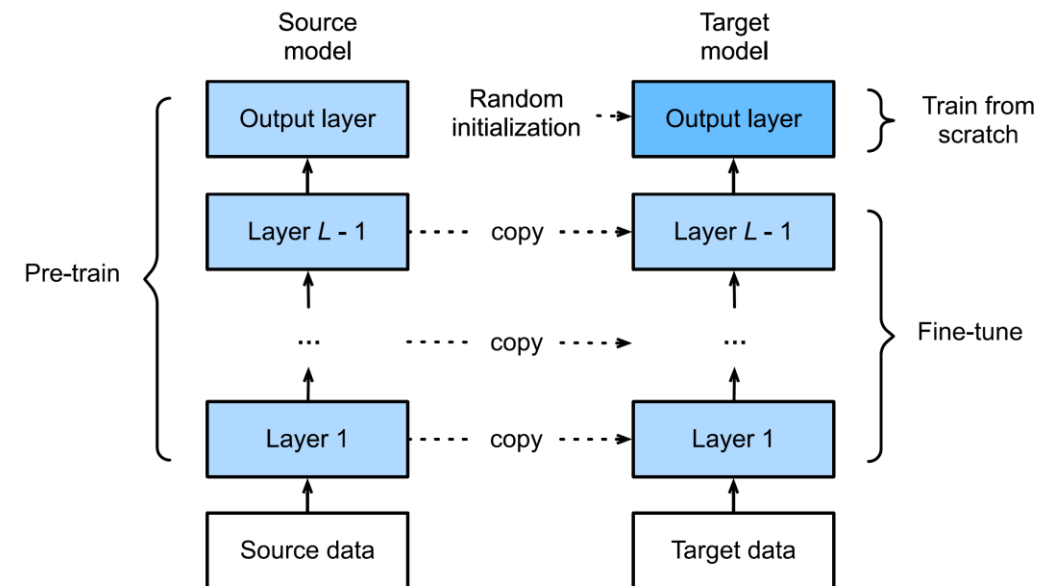 Source
model
Target
model
Output layer
Random
initialization
Output layer
Train from
scratch
Layer L - 1
copy
Layer L - 1
Pre-train
...
copy
...
Fine-tune
Layer 1
copy
Layer 1
Source data
Target data